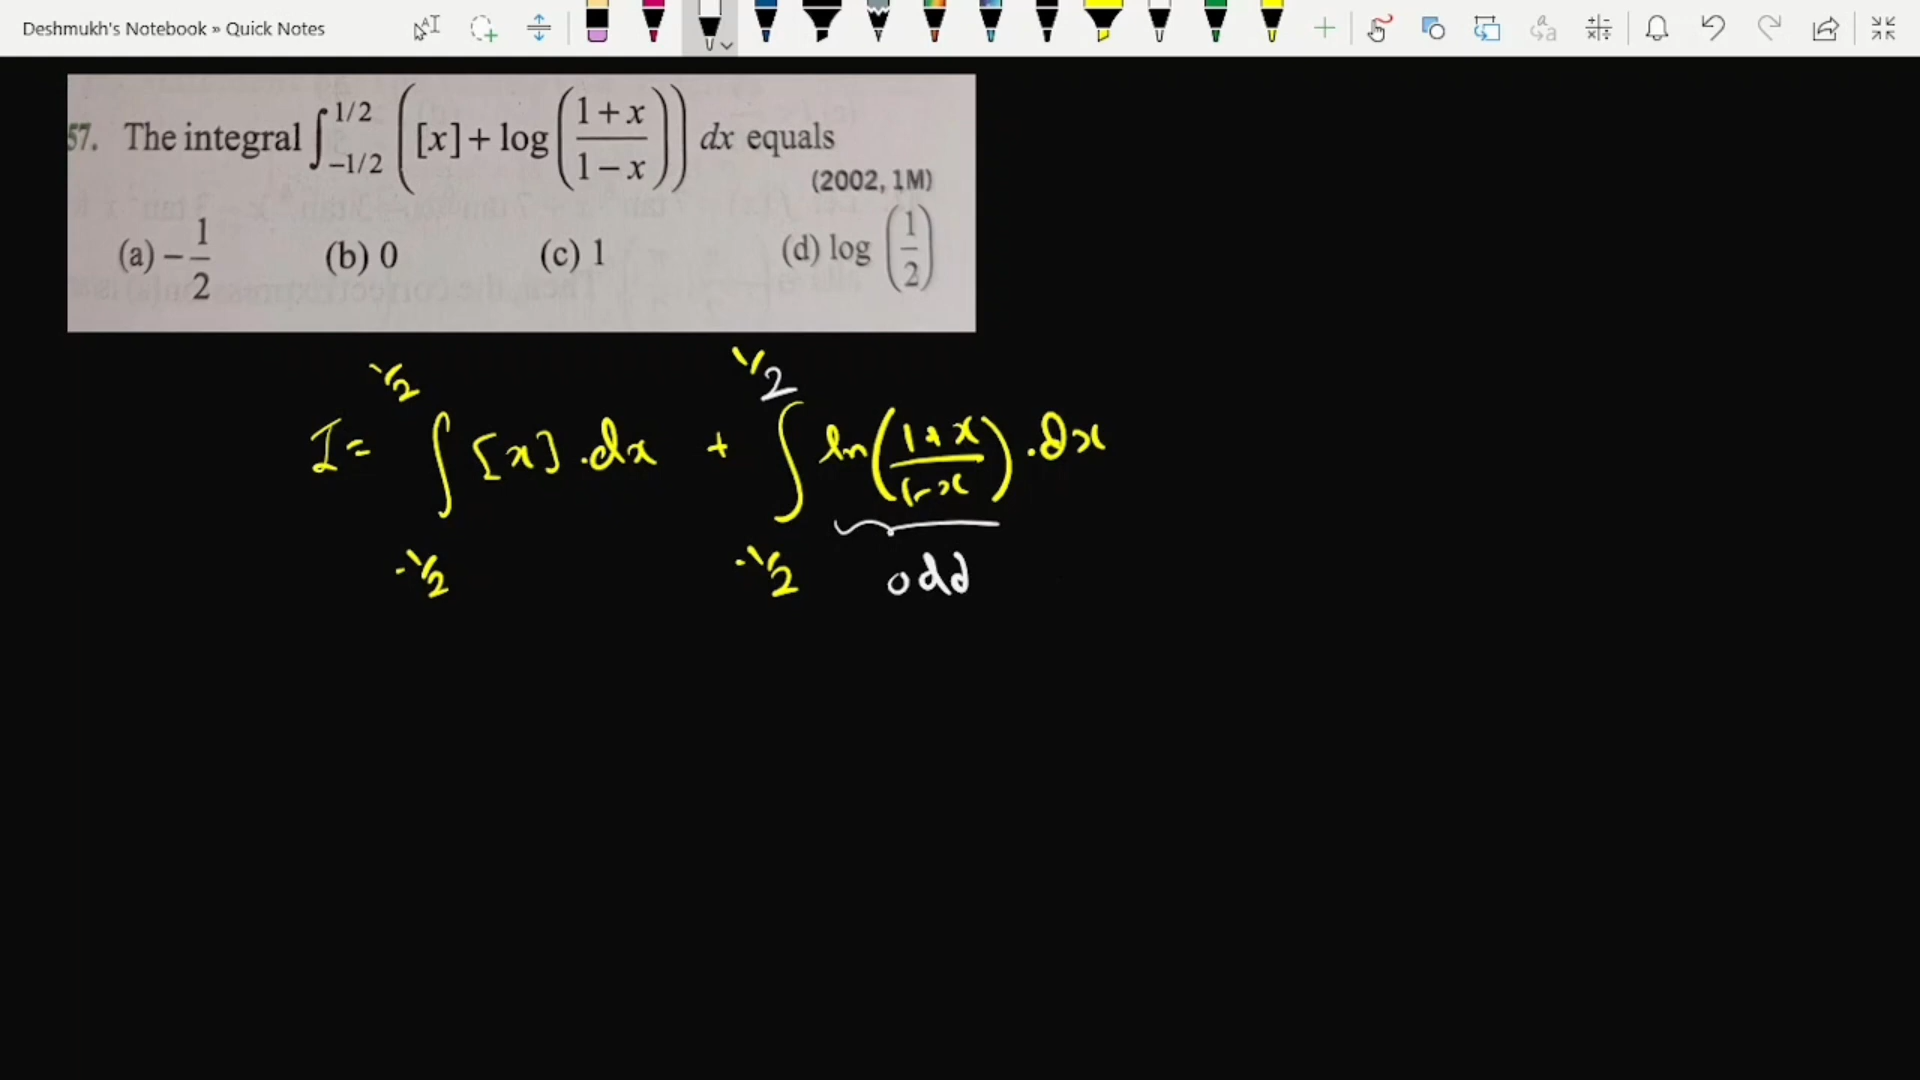 Deshmukh's Notebook » Quick Notes
57. The integral ∫_{-1/2}^{1/2} ([x] + log((1+x)/(1−x))) dx equals
(2002, 1M)
(a) −1/2 (b) 0 (c) 1 (d) log (1/2)
I = ∫_{-1/2}^{1/2} [x] .dx + ∫_{-1/2}^{1/2} ln((1+x)/(1-x)) .dx
odd